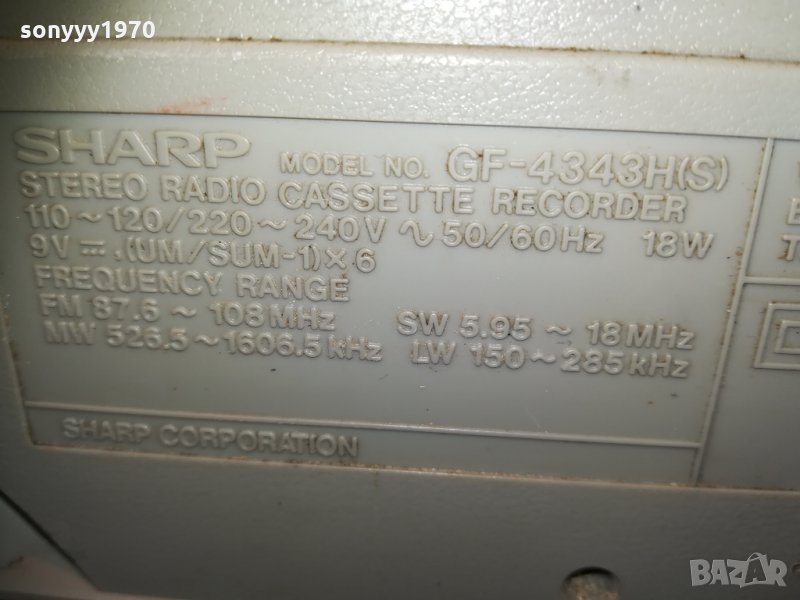 sonyyy1970
SHARP MODEL NO. GF-4343H(S)
STEREO RADIO CASSETTE RECORDER
110~120/220~240V ∿ 50/60Hz 18W
9V ⎓ (UM/SUM-1)×6
FREQUENCY RANGE
FM 87.6 ~ 108MHz SW 5.95 ~ 18MHz
MW 526.5~1606.5kHz LW 150~285kHz
SHARP CORPORATION
BAZAR